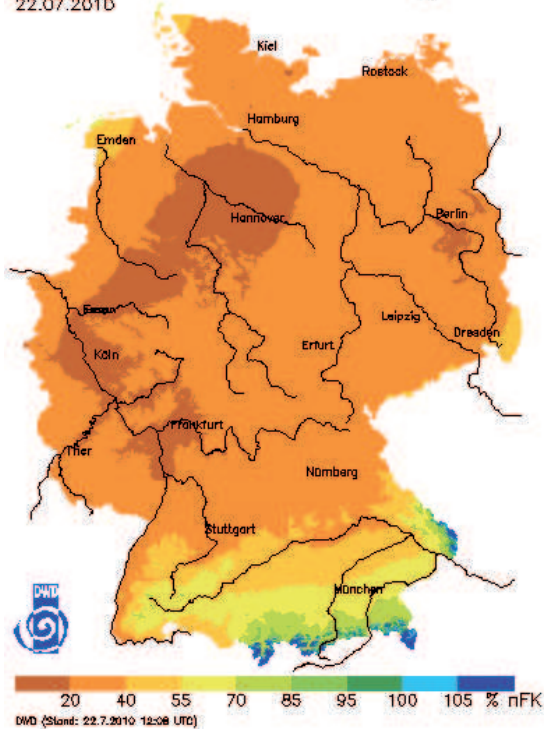 22.07.2010
Kiel
Rostock
Hamburg
Emden
Berlin
Hannover
Essen
Leipzig
Dresden
Köln
Erfurt
Frankfurt
Trier
Nürnberg
Stuttgart
München
DWD
20 40 55 70 85 95 100 105 % nFK
DWD (Stand: 22.7.2010 12:08 UTC)